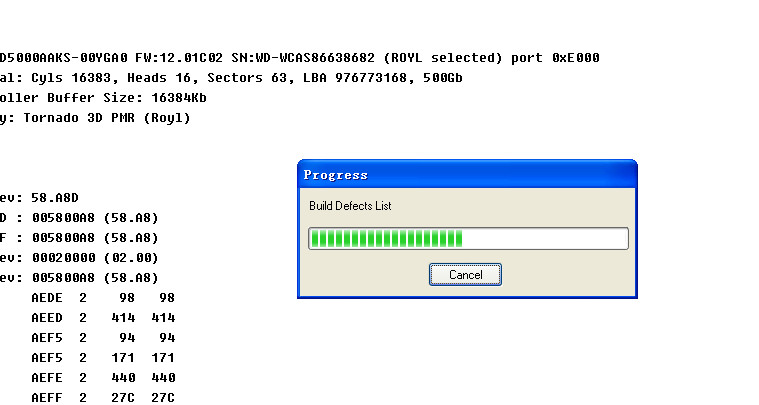 D5000AAKS-00YGA0 FW:12.01C02 SN:WD-WCAS86638682 (ROYL selected) port 0xE000
al: Cyls 16383, Heads 16, Sectors 63, LBA 976773168, 500Gb
oller Buffer Size: 16384Kb
y: Tornado 3D PMR (Royl)
Progress
Build Defects List
Cancel
ev: 58.A8D
D : 005800A8 (58.A8)
F : 005800A8 (58.A8)
ev: 00020000 (02.00)
ev: 005800A8 (58.A8)
AEDE 2 98 98
AEED 2 414 414
AEF5 2 94 94
AEF5 2 171 171
AEFE 2 440 440
AEFF 2 27C 27C